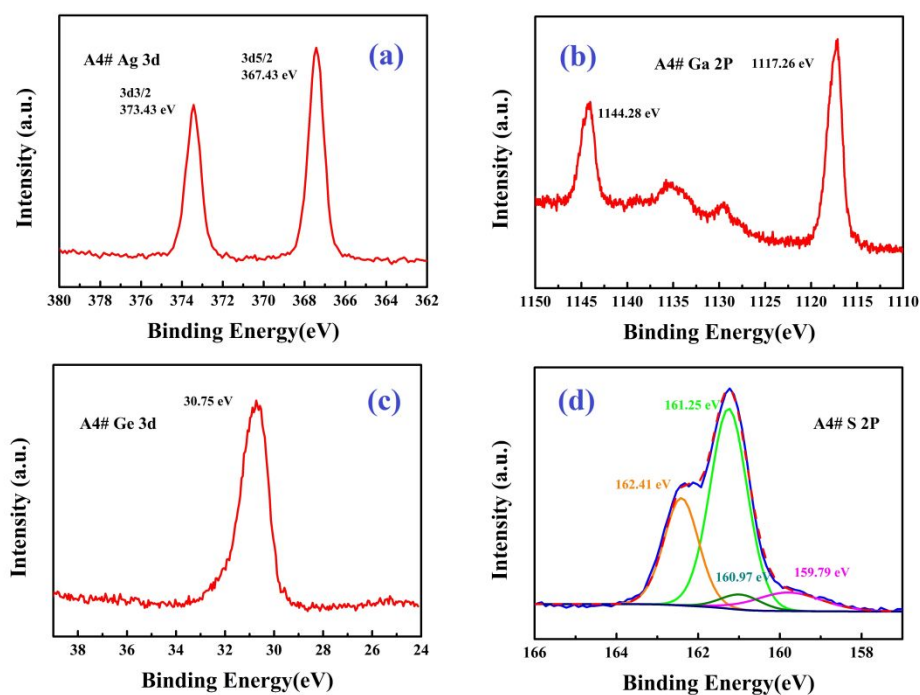 A4# Ag 3d
(a)
3d5/2
367.43 eV
3d3/2
373.43 eV
Intensity (a.u.)
380 378 376 374 372 370 368 366 364 362
Binding Energy(eV)
(b)
A4# Ga 2P
1117.26 eV
1144.28 eV
Intensity (a.u.)
1150 1145 1140 1135 1130 1125 1120 1115 1110
Binding Energy(eV)
(c)
30.75 eV
A4# Ge 3d
Intensity (a.u.)
38 36 34 32 30 28 26 24
Binding Energy(eV)
(d)
161.25 eV
A4# S 2P
162.41 eV
160.97 eV
159.79 eV
Intensity (a.u.)
166 164 162 160 158
Binding Energy(eV)